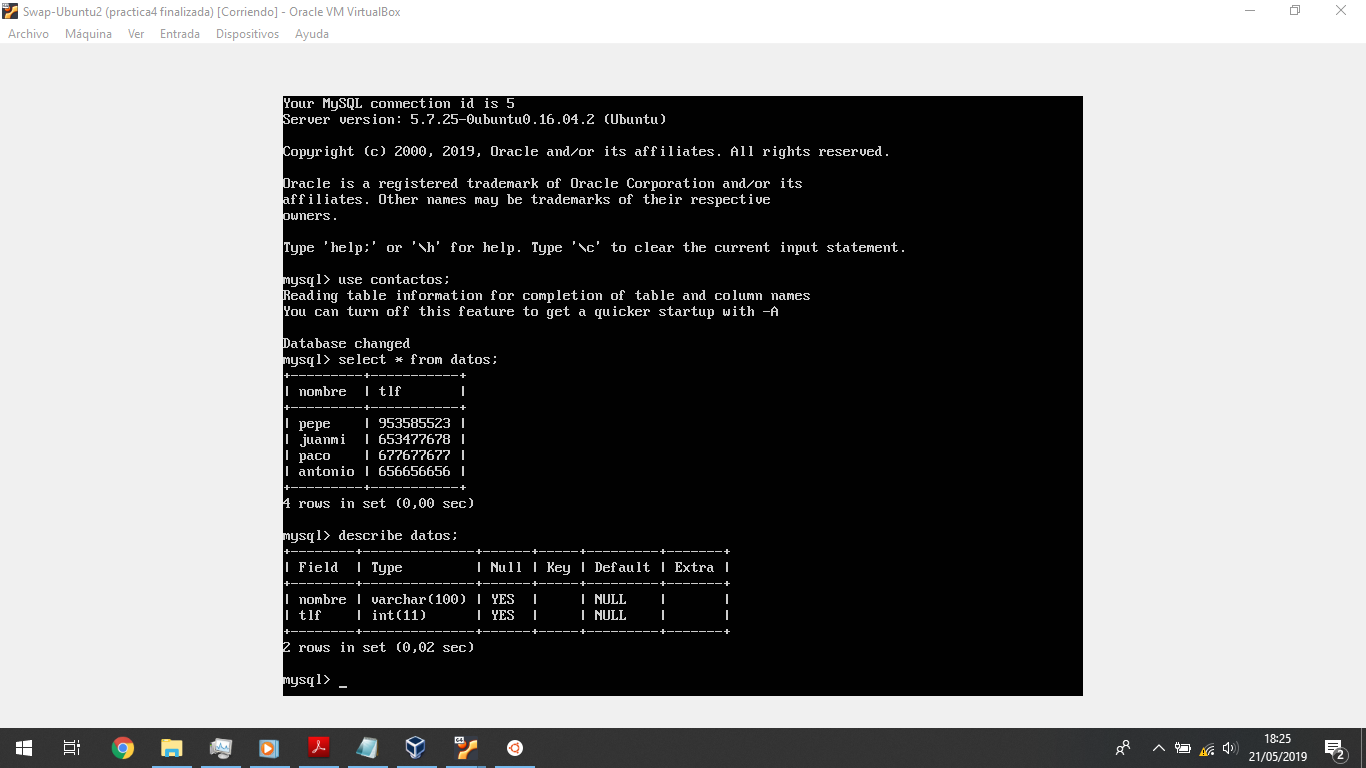 Swap-Ubuntu2 (practica4 finalizada) [Corriendo] - Oracle VM VirtualBox
Archivo Máquina Ver Entrada Dispositivos Ayuda
Your MySQL connection id is 5
Server version: 5.7.25-0ubuntu0.16.04.2 (Ubuntu)
Copyright (c) 2000, 2019, Oracle and/or its affiliates. All rights reserved.
Oracle is a registered trademark of Oracle Corporation and/or its
affiliates. Other names may be trademarks of their respective
owners.
Type 'help;' or '\h' for help. Type '\c' to clear the current input statement.
mysql> use contactos;
Reading table information for completion of table and column names
You can turn off this feature to get a quicker startup with -A
Database changed
mysql> select * from datos;
+---------+-----------+
| nombre  | tlf       |
+---------+-----------+
| pepe    | 953585523 |
| juanmi  | 653477678 |
| paco    | 677677677 |
| antonio | 656656656 |
+---------+-----------+
4 rows in set (0,00 sec)
mysql> describe datos;
+--------+--------------+------+-----+---------+-------+
| Field  | Type         | Null | Key | Default | Extra |
+--------+--------------+------+-----+---------+-------+
| nombre | varchar(100) | YES  |     | NULL    |       |
| tlf    | int(11)      | YES  |     | NULL    |       |
+--------+--------------+------+-----+---------+-------+
2 rows in set (0,02 sec)
mysql> _
18:25
21/05/2019
2